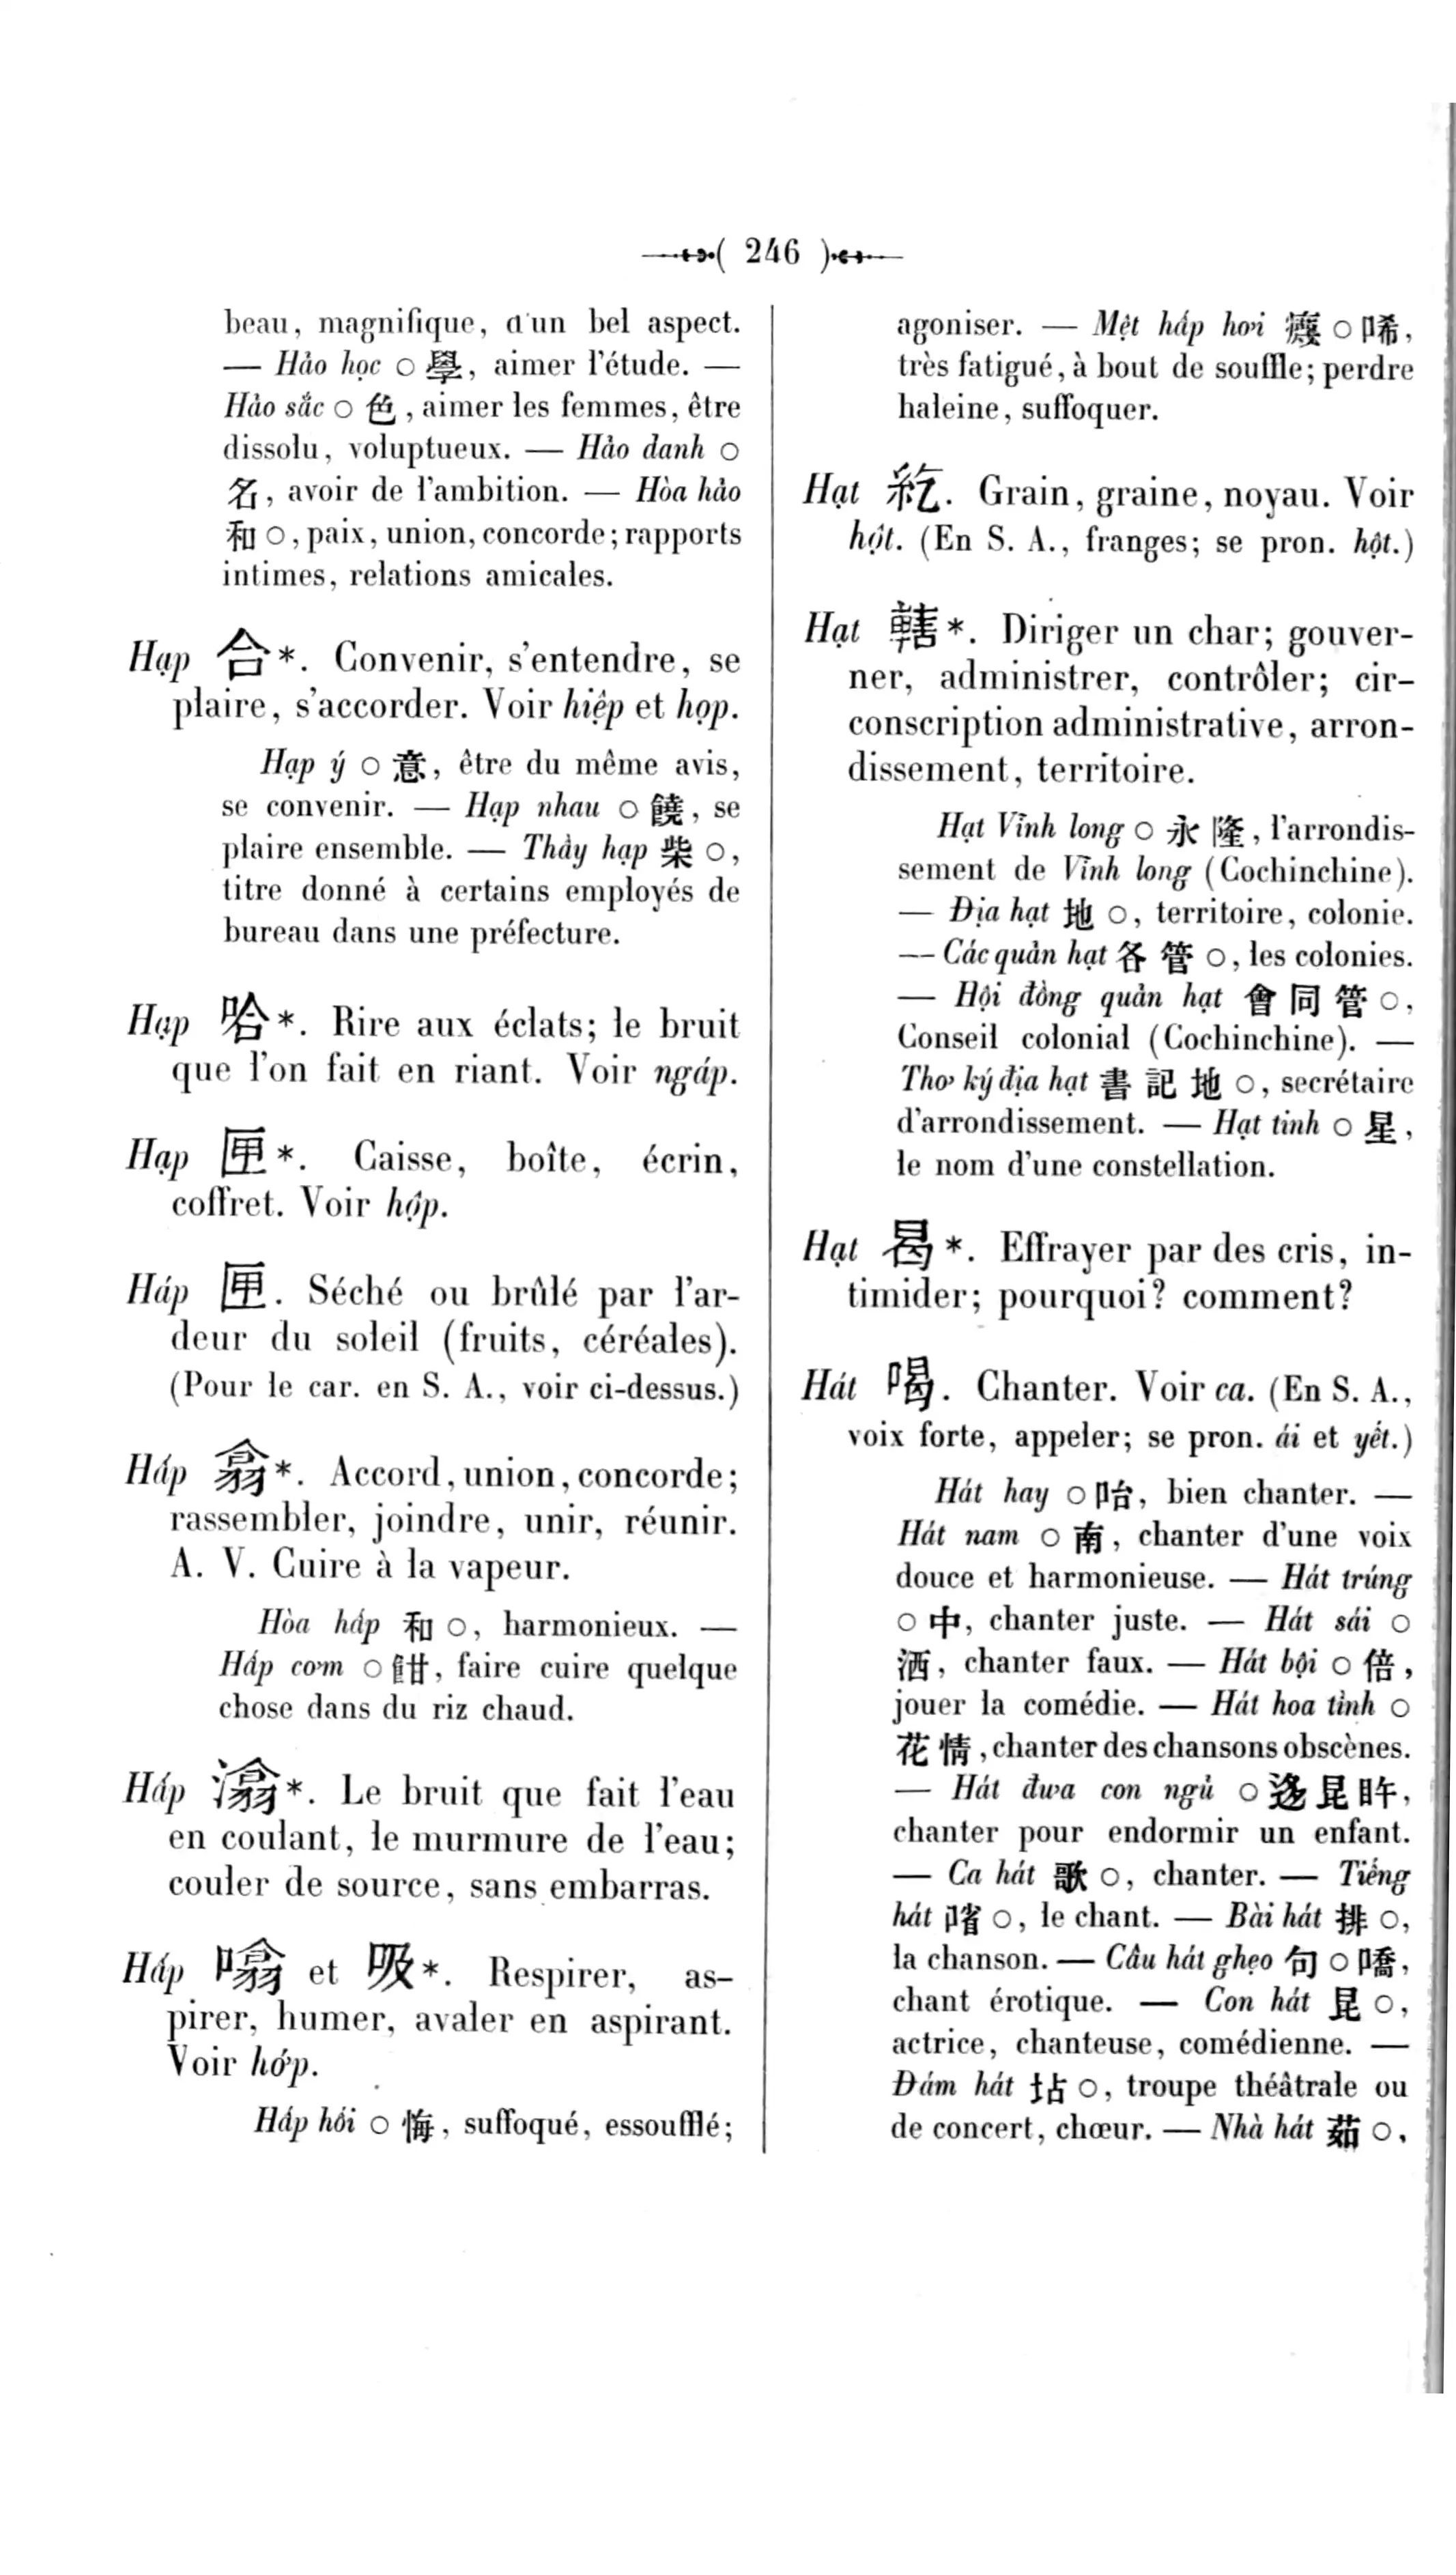 ( 246 )
beau, magnifique, d'un bel aspect.
— Hảo học ○ 學, aimer l'étude. —
Hảo sắc ○ 色, aimer les femmes, être
dissolu, voluptueux. — Hảo danh ○
名, avoir de l'ambition. — Hòa hảo
和 ○, paix, union, concorde; rapports
intimes, relations amicales.
Hạp 合*. Convenir, s'entendre, se
plaire, s'accorder. Voir hiệp et họp.
Hạp ý ○ 意, être du même avis,
se convenir. — Hạp nhau ○ 饒, se
plaire ensemble. — Thầy hạp 柴 ○,
titre donné à certains employés de
bureau dans une préfecture.
Hạp 哈*. Rire aux éclats; le bruit
que l'on fait en riant. Voir ngáp.
Hạp 匣*. Caisse, boîte, écrin,
coffret. Voir hộp.
Háp 匣. Séché ou brûlé par l'ar-
deur du soleil (fruits, céréales).
(Pour le car. en S. A., voir ci-dessus.)
Hấp 翕*. Accord, union, concorde;
rassembler, joindre, unir, réunir.
A. V. Cuire à la vapeur.
Hòa hấp 和 ○, harmonieux. —
Hấp cơm ○ 𩚵, faire cuire quelque
chose dans du riz chaud.
Hấp 潝*. Le bruit que fait l'eau
en coulant, le murmure de l'eau;
couler de source, sans embarras.
Hấp 噏 et 吸*. Respirer, as-
pirer, humer, avaler en aspirant.
Voir hớp.
Hấp hối ○ 悔, suffoqué, essoufflé;
agoniser. — Mệt hấp hơi ○ 唏,
très fatigué, à bout de souffle; perdre
haleine, suffoquer.
Hạt 紇. Grain, graine, noyau. Voir
hột. (En S. A., franges; se pron. hột.)
Hạt 轄*. Diriger un char; gouver-
ner, administrer, contrôler; cir-
conscription administrative, arron-
dissement, territoire.
Hạt Vĩnh long ○ 永 隆, l'arrondis-
sement de Vĩnh long (Cochinchine).
— Địa hạt 地 ○, territoire, colonie.
— Các quản hạt 各 管 ○, les colonies.
— Hội đồng quản hạt 會 同 管 ○,
Conseil colonial (Cochinchine). —
Thơ ký địa hạt 書 記 地 ○, secrétaire
d'arrondissement. — Hạt tinh ○ 星,
le nom d'une constellation.
Hạt 曷*. Effrayer par des cris, in-
timider; pourquoi? comment?
Hát 喝. Chanter. Voir ca. (En S. A.,
voix forte, appeler; se pron. ái et yết.)
Hát hay ○ 咍, bien chanter. —
Hát nam ○ 南, chanter d'une voix
douce et harmonieuse. — Hát trúng
○ 中, chanter juste. — Hát sái ○
洒, chanter faux. — Hát bội ○ 倍,
jouer la comédie. — Hát hoa tình ○
花 情, chanter des chansons obscènes.
— Hát đưa con ngủ ○ 迻 昆 𥄬,
chanter pour endormir un enfant.
— Ca hát 歌 ○, chanter. — Tiếng
hát 㗂 ○, le chant. — Bài hát 排 ○,
la chanson. — Câu hát ghẹo 句 ○ 嘺,
chant érotique. — Con hát 昆 ○,
actrice, chanteuse, comédienne. —
Đám hát 坫 ○, troupe théâtrale ou
de concert, chœur. — Nhà hát 茹 ○,